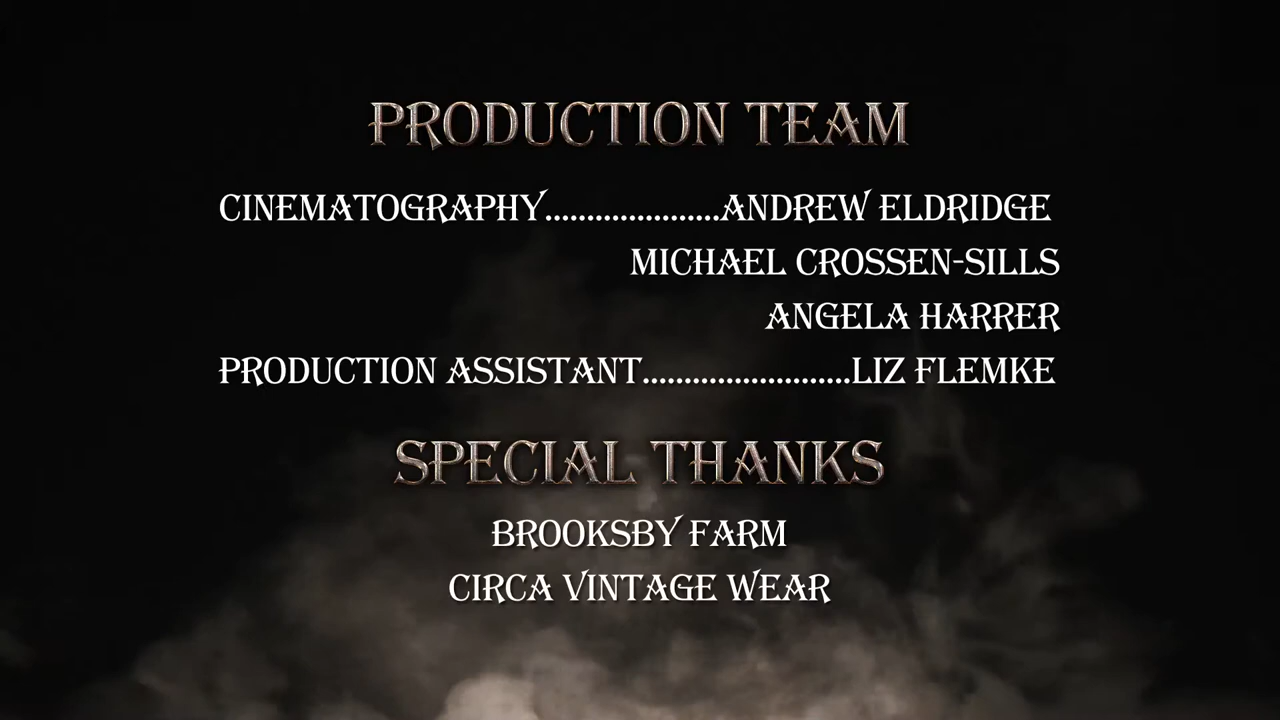 PRODUCTION TEAM
CINEMATOGRAPHY.....................ANDREW ELDRIDGE
MICHAEL CROSSEN-SILLS
ANGELA HARRER
PRODUCTION ASSISTANT.........................LIZ FLEMKE
SPECIAL THANKS
BROOKSBY FARM
CIRCA VINTAGE WEAR